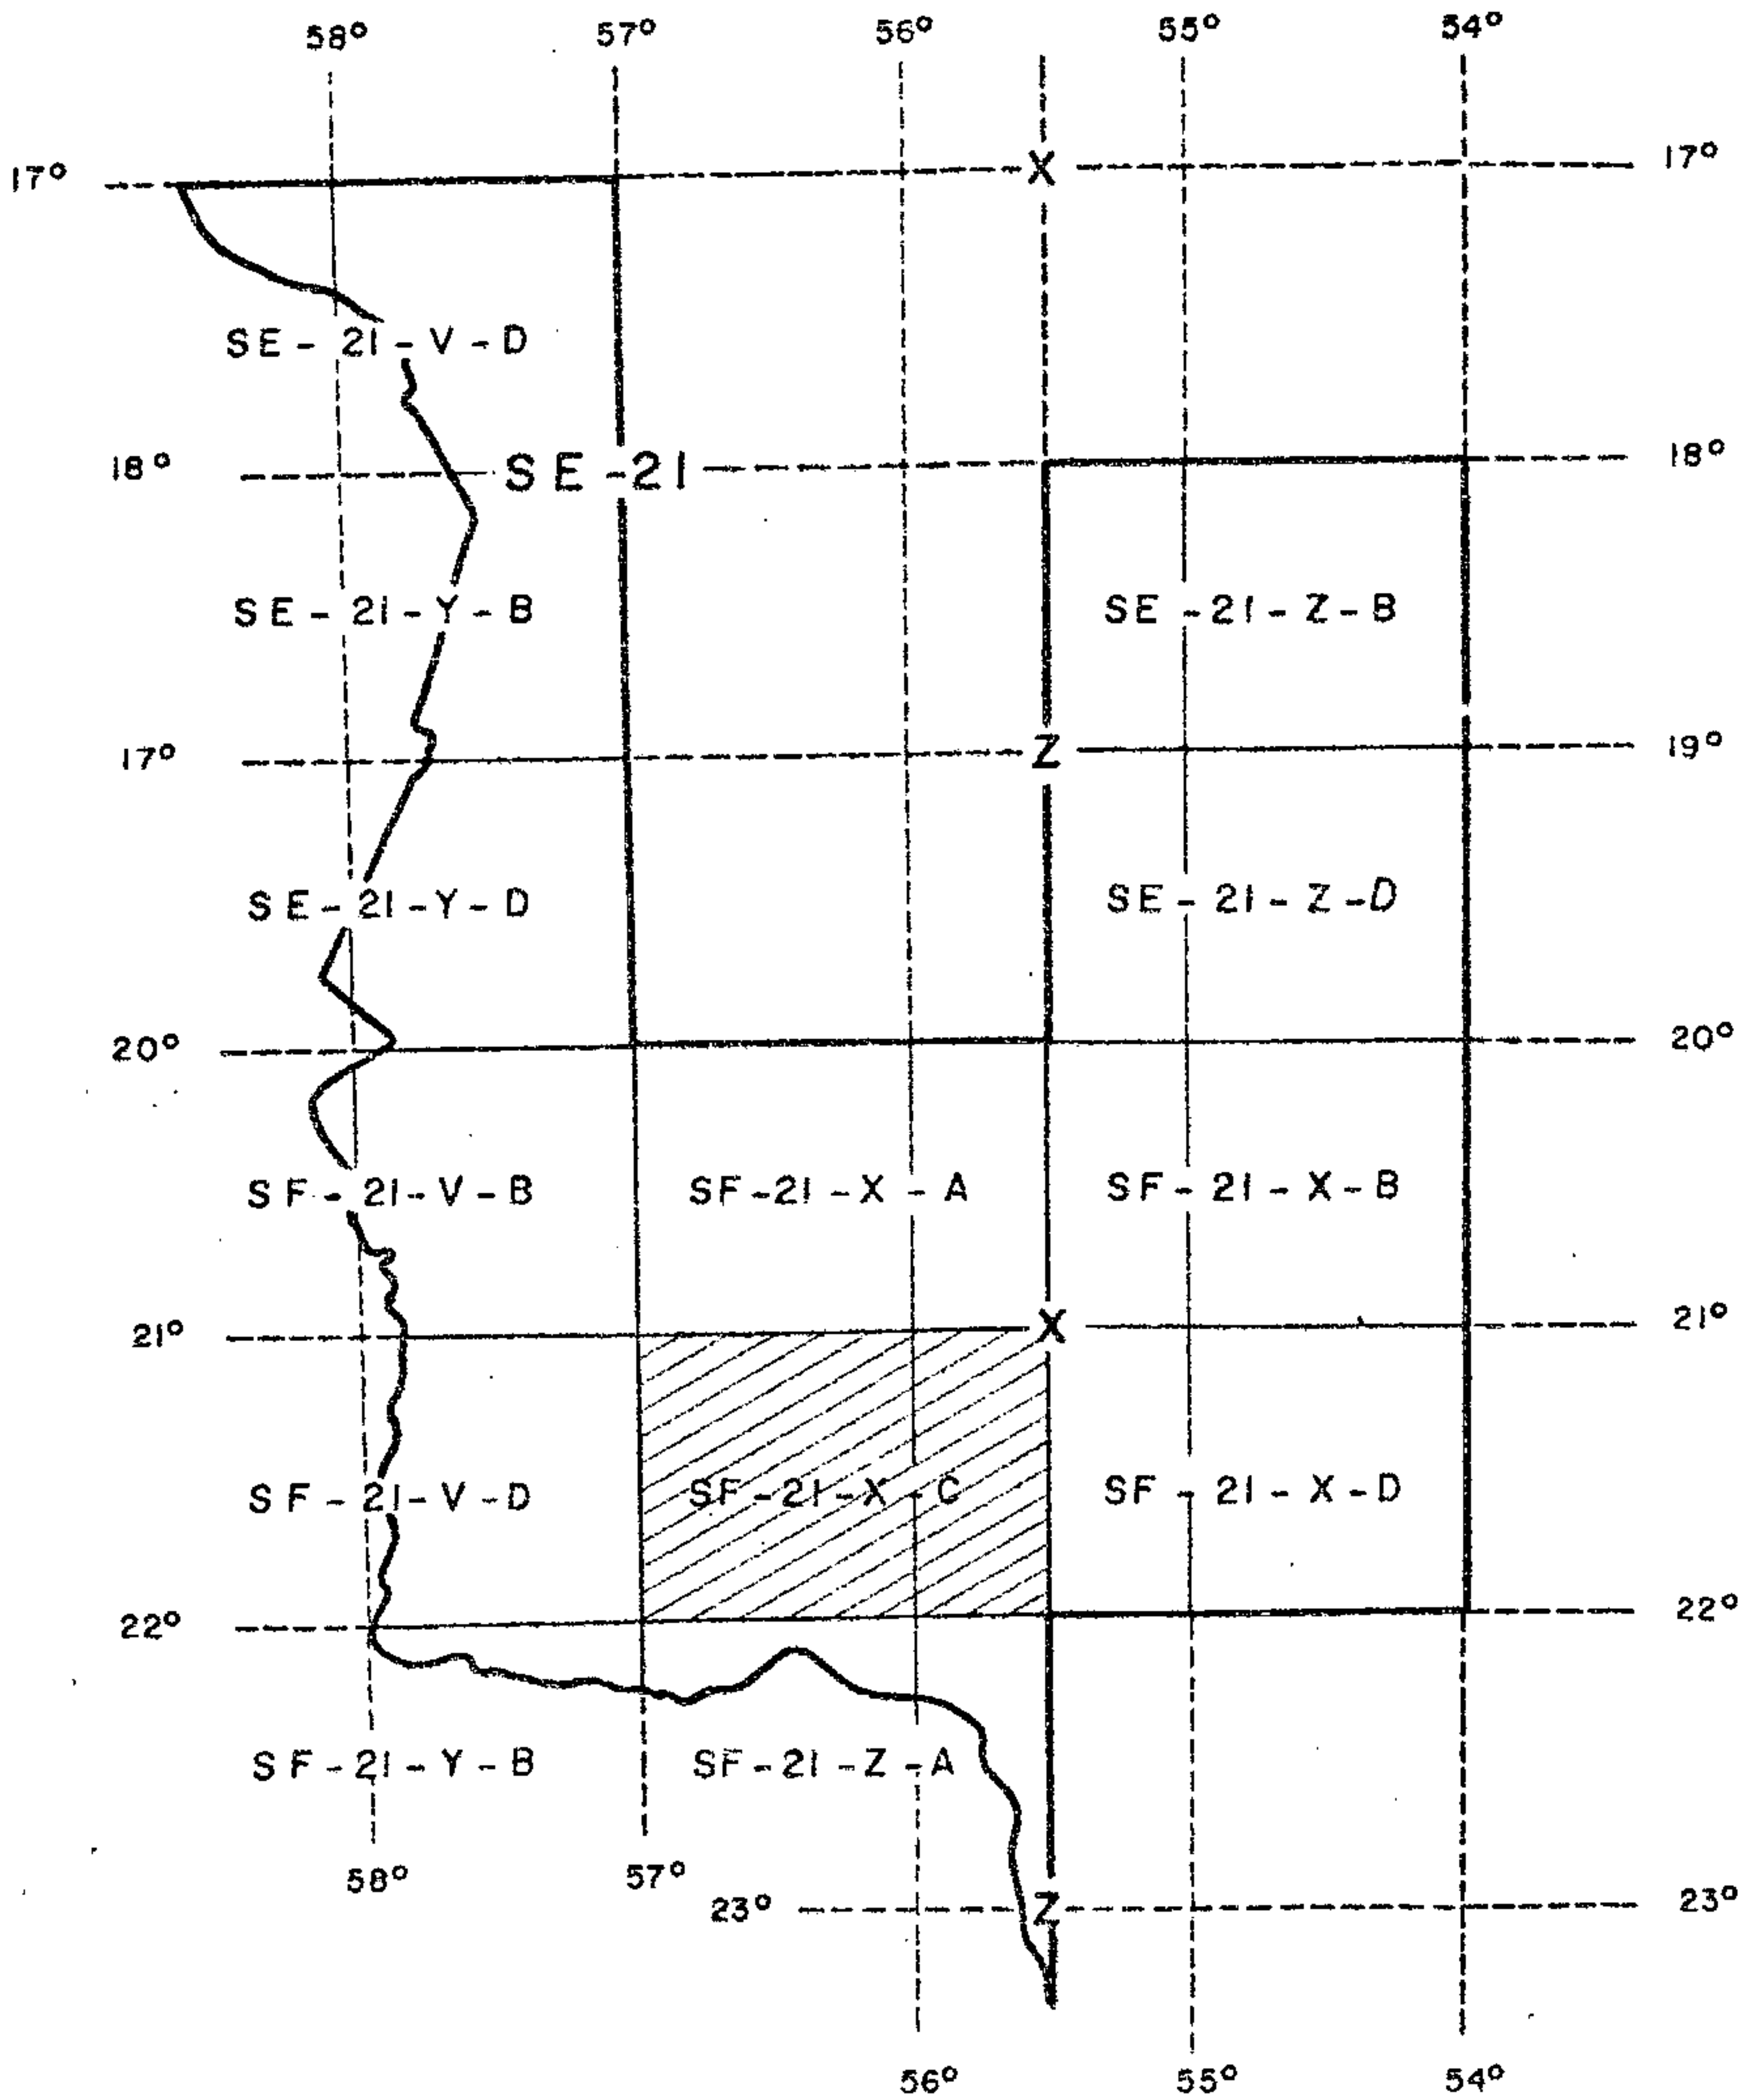 58° 57° 56° 55° 54°
17° X 17°
SE - 21 - V - D
18° SE - 21 18°
SE - 21 - Y - B SE - 21 - Z - B
17° Z 19°
SE - 21 - Y - D SE - 21 - Z - D
20° 20°
SF - 21 - V - B SF - 21 - X - A SF - 21 - X - B
21° X 21°
SF - 21 - V - D SF - 21 - X - C SF - 21 - X - D
22° 22°
SF - 21 - Y - B SF - 21 - Z - A
58° 57°
23° Z 23°
56° 55° 54°